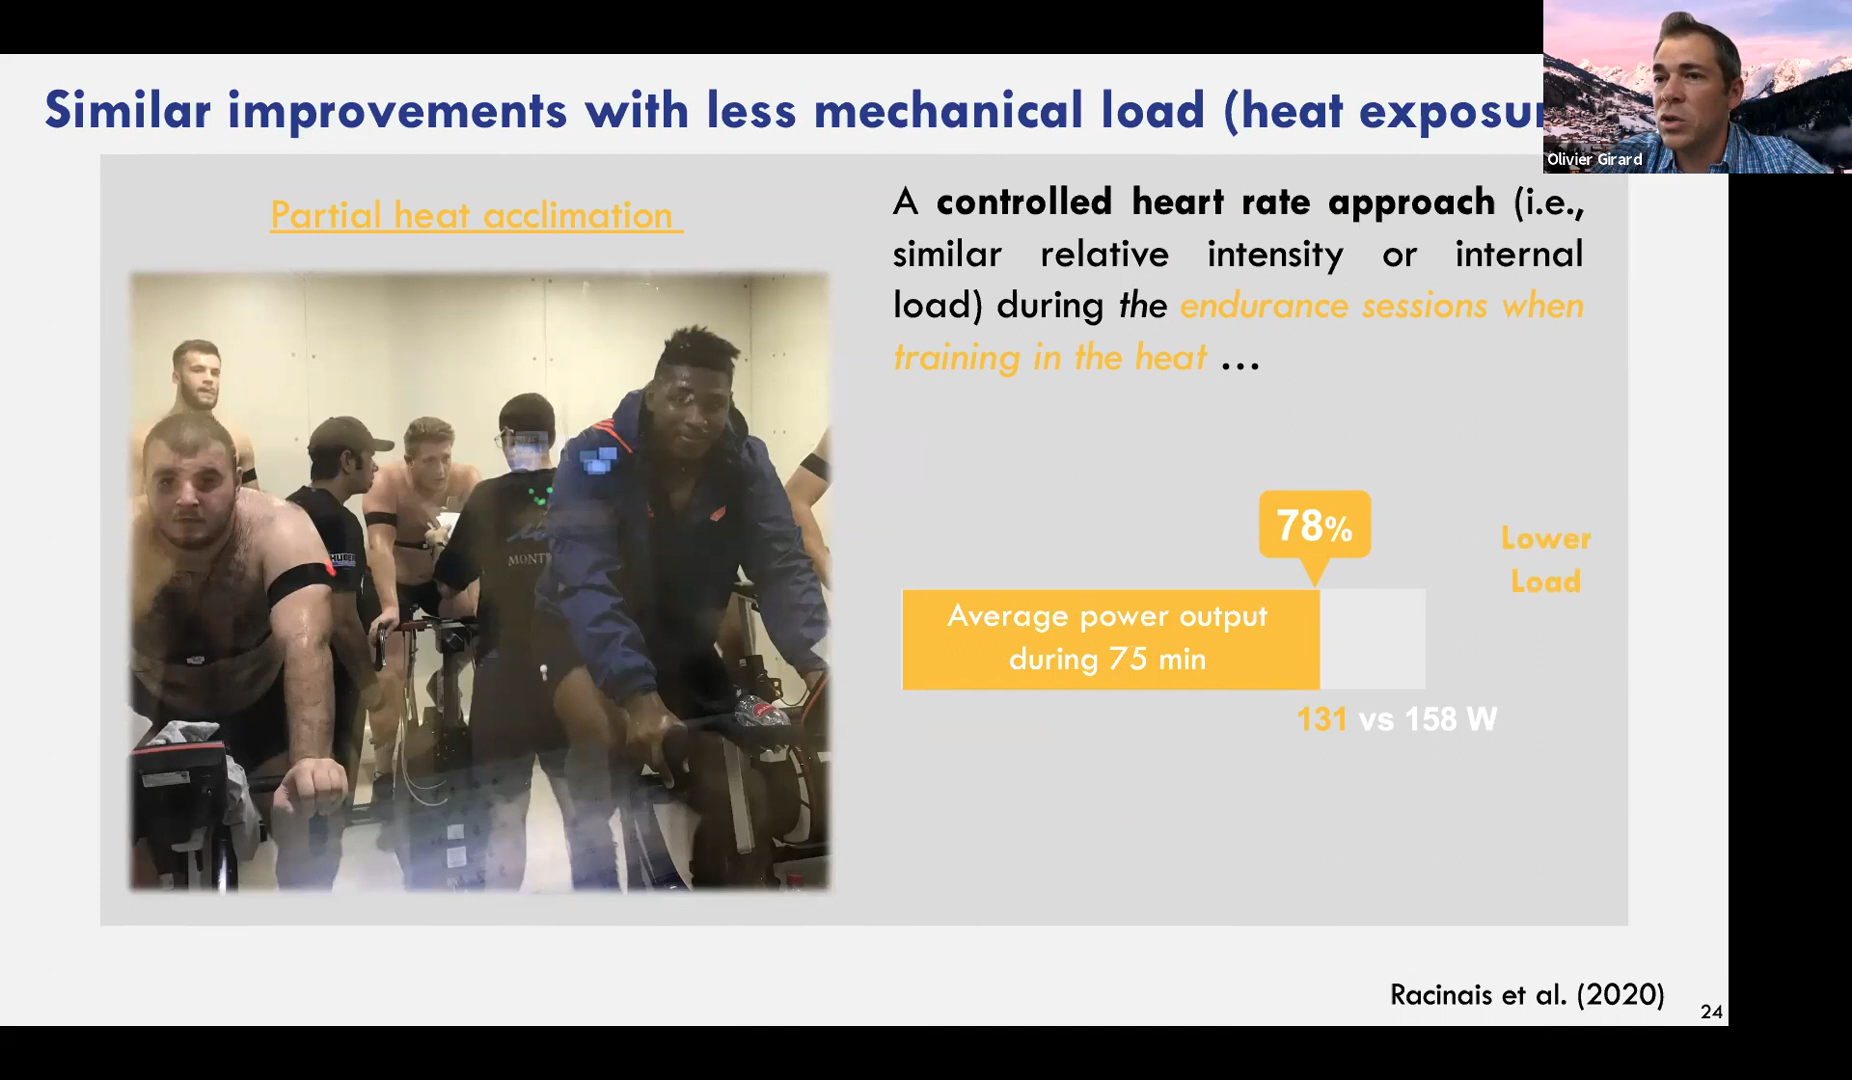 Similar improvements with less mechanical load (heat exposu
Olivier Girard
Partial heat acclimation
A controlled heart rate approach (i.e.,
similar relative intensity or internal
load) during the endurance sessions when
training in the heat ...
78%
Lower
Load
Average power output
during 75 min
131 vs 158 W
MONT
Racinais et al. (2020)
24